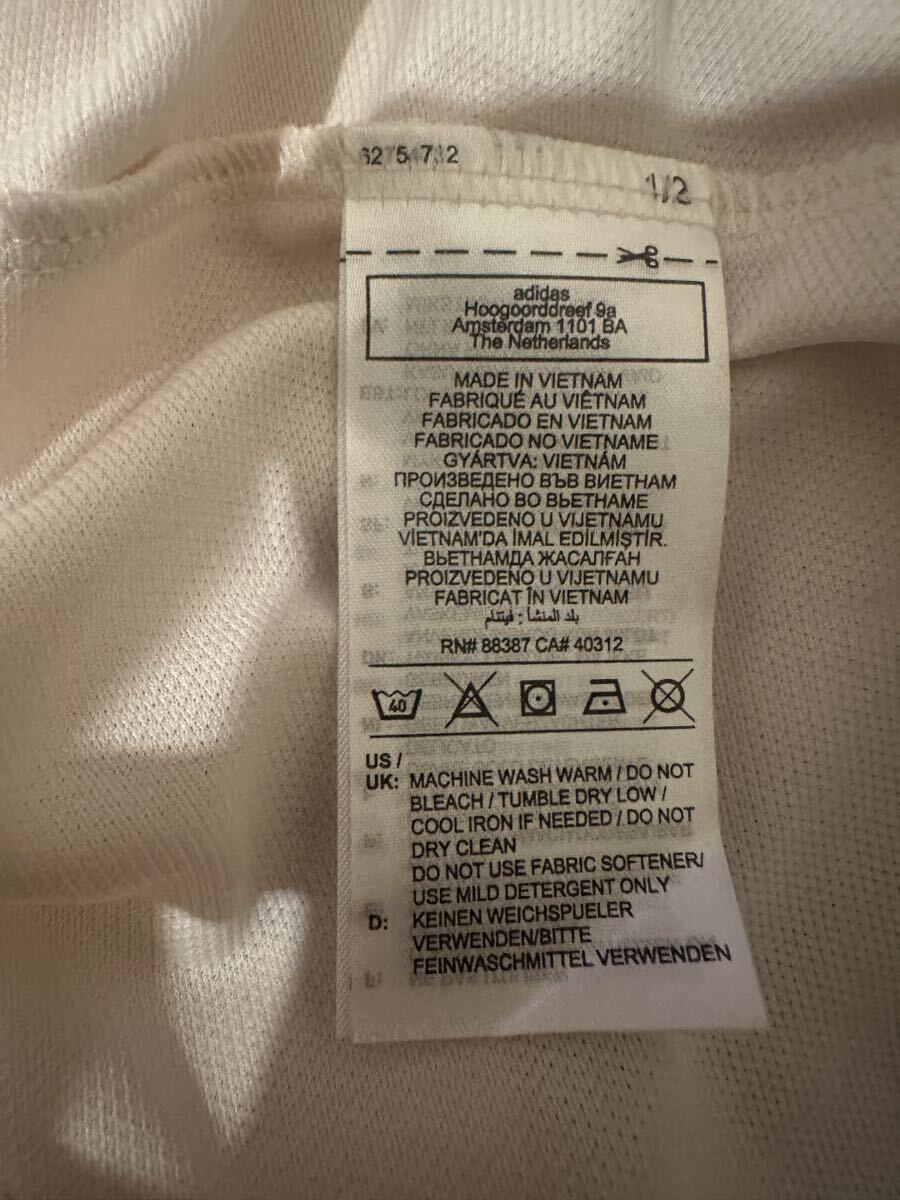 1/2
adidas
Hoogoorddreef 9a
Amsterdam 1101 BA
The Netherlands
MADE IN VIETNAM
FABRIQUÉ AU VIÊTNAM
FABRICADO EN VIETNAM
FABRICADO NO VIETNAME
GYÁRTVA: VIETNÁM
ПРОИЗВЕДЕНО ВЪВ ВИЕТНАМ
СДЕЛАНО ВО ВЬЕТНАМЕ
PROIZVEDENO U VIJETNAMU
VİETNAM'DA İMAL EDİLMİŞTİR.
ВЬЕТНАМДА ЖАСАЛҒАН
PROIZVEDENO U VIJETNAMU
FABRICAT ÎN VIETNAM
بلد المنشأ : فيتنام
RN# 88387 CA# 40312
40
US /
UK: MACHINE WASH WARM / DO NOT
BLEACH / TUMBLE DRY LOW /
COOL IRON IF NEEDED / DO NOT
DRY CLEAN
DO NOT USE FABRIC SOFTENER/
USE MILD DETERGENT ONLY
D: KEINEN WEICHSPUELER
VERWENDEN/BITTE
FEINWASCHMITTEL VERWENDEN